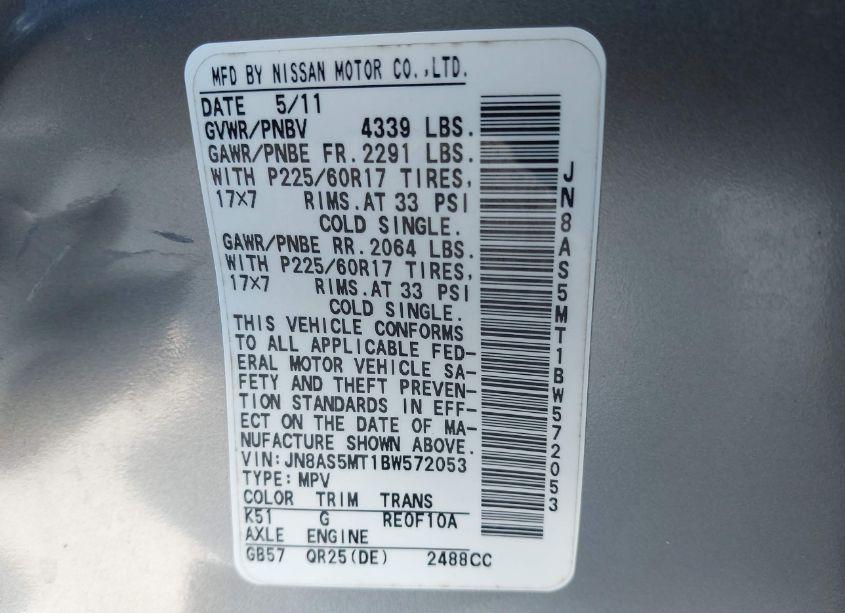 MFD BY NISSAN MOTOR CO.,LTD.
DATE 5/11
GVWR/PNBV 4339 LBS.
GAWR/PNBE FR. 2291 LBS.
WITH P225/60R17 TIRES,
17X7 RIMS.AT 33 PSI
COLD SINGLE.
GAWR/PNBE RR. 2064 LBS.
WITH P225/60R17 TIRES,
17X7 RIMS.AT 33 PSI
COLD SINGLE.
THIS VEHICLE CONFORMS
TO ALL APPLICABLE FED-
ERAL MOTOR VEHICLE SA-
FETY AND THEFT PREVEN-
TION STANDARDS IN EFF-
ECT ON THE DATE OF MA-
NUFACTURE SHOWN ABOVE.
VIN:JN8AS5MT1BW572053
TYPE:MPV
COLOR TRIM TRANS
K51 G RE0F10A
AXLE ENGINE
GB57 QR25(DE) 2488CC
JN8AS5MT1BW572053